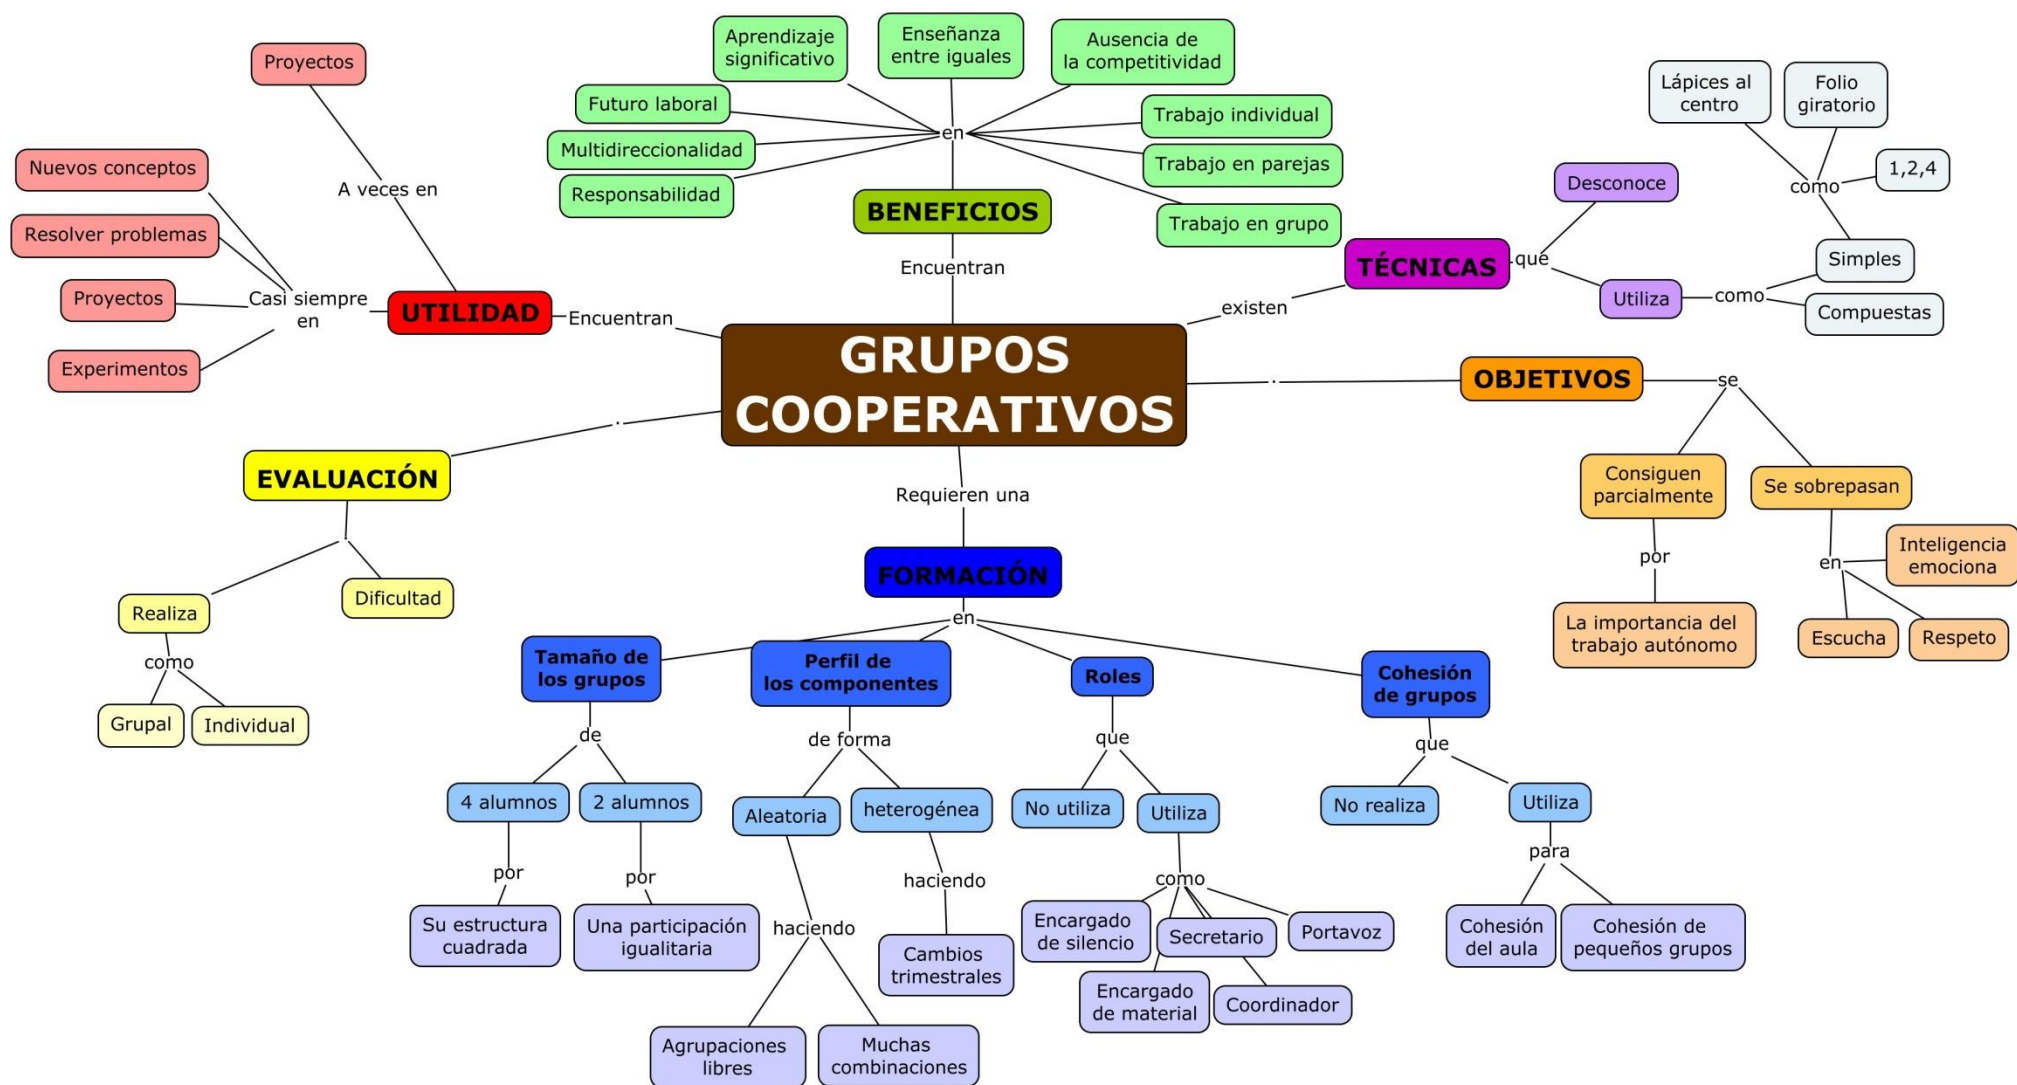 Proyectos
Aprendizaje
significativo
Enseñanza
entre iguales
Ausencia de
la competitividad
Futuro laboral
Multidireccionalidad
Responsabilidad
en
Trabajo individual
Trabajo en parejas
Trabajo en grupo
BENEFICIOS
Encuentran
Lápices al
centro
Folio
giratorio
1,2,4
como
Desconoce
Simples
TÉCNICAS
que
Utiliza
como
Compuestas
existen
Nuevos conceptos
A veces en
Resolver problemas
Proyectos
Casi siempre
en
Experimentos
UTILIDAD
Encuentran
GRUPOS
COOPERATIVOS
.
OBJETIVOS
se
Consiguen
parcialmente
Se sobrepasan
por
en
Inteligencia
emociona
La importancia del
trabajo autónomo
Escucha
Respeto
.
EVALUACIÓN
.
Realiza
Dificultad
como
Grupal
Individual
Requieren una
FORMACIÓN
en
Tamaño de
los grupos
Perfil de
los componentes
Roles
Cohesión
de grupos
de
de forma
que
que
4 alumnos
2 alumnos
Aleatoria
heterogénea
No utiliza
Utiliza
No realiza
Utiliza
por
por
haciendo
haciendo
como
para
Su estructura
cuadrada
Una participación
igualitaria
Cambios
trimestrales
Encargado
de silencio
Secretario
Portavoz
Cohesión
del aula
Cohesión de
pequeños grupos
Encargado
de material
Coordinador
Agrupaciones
libres
Muchas
combinaciones